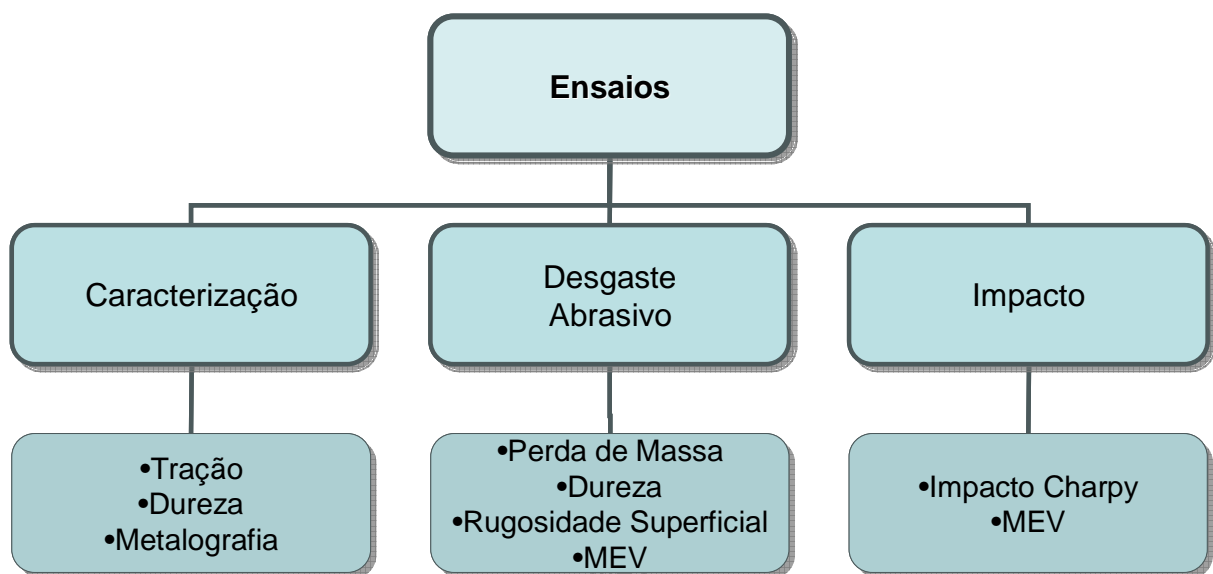 Ensaios
Caracterização
Desgaste
Abrasivo
Impacto
•Tração
•Dureza
•Metalografia
•Perda de Massa
•Dureza
•Rugosidade Superficial
•MEV
•Impacto Charpy
•MEV